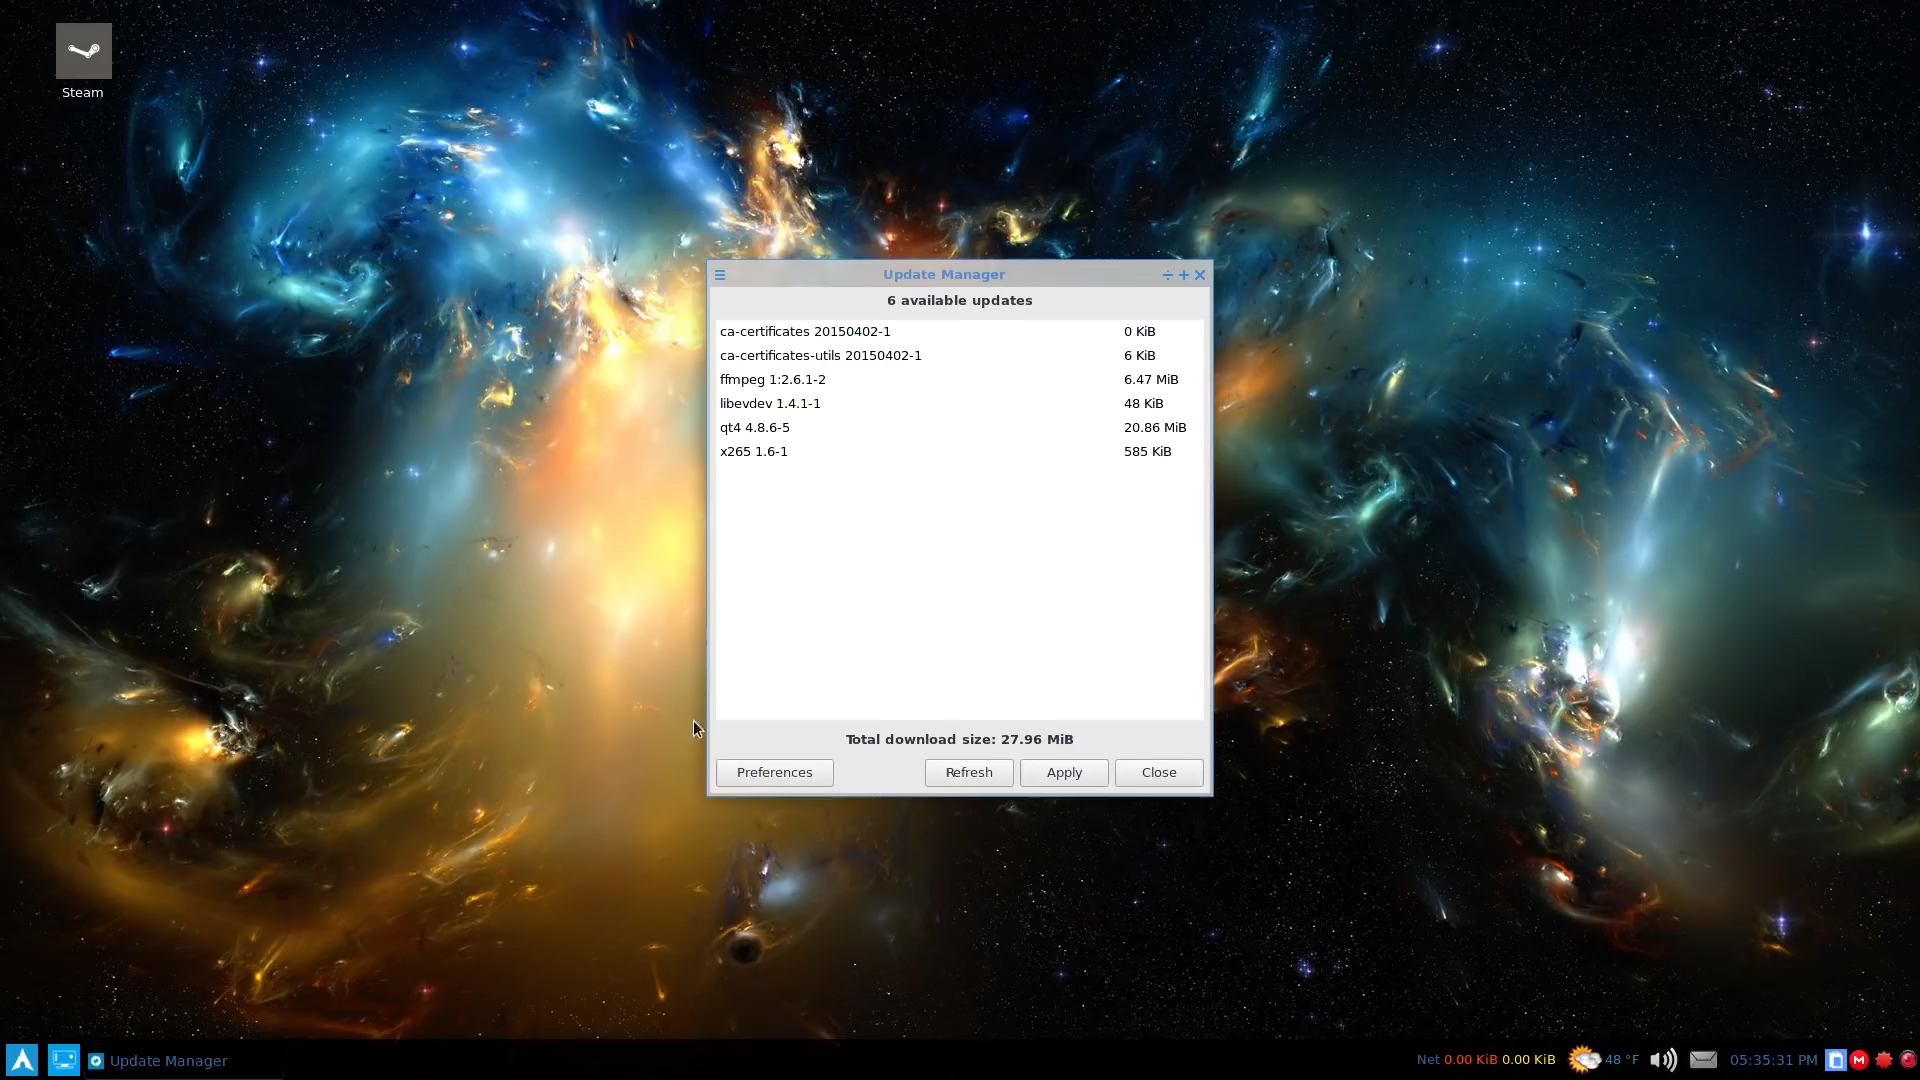 Steam
Update Manager
6 available updates
ca-certificates 20150402-1 0 KiB
ca-certificates-utils 20150402-1 6 KiB
ffmpeg 1:2.6.1-2 6.47 MiB
libevdev 1.4.1-1 48 KiB
qt4 4.8.6-5 20.86 MiB
x265 1.6-1 585 KiB
Total download size: 27.96 MiB
Preferences Refresh Apply Close
Update Manager Net 0.00 KiB 0.00 KiB 48 °F 05:35:31 PM M